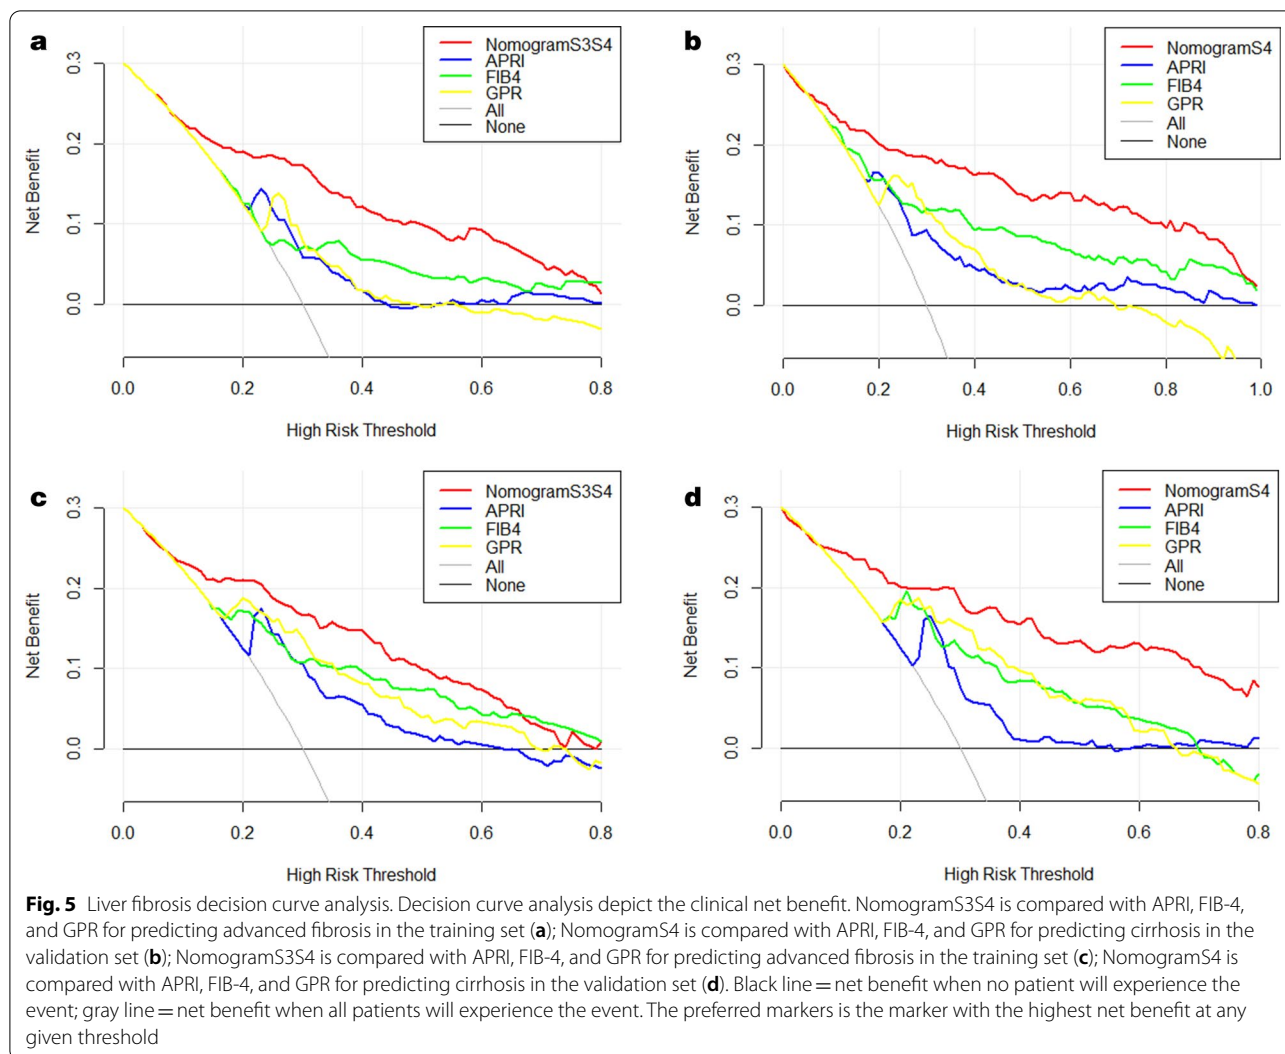 a
NomogramS3S4
APRI
FIB4
GPR
All
None
Net Benefit
0.3
0.2
0.1
0.0
0.0 0.2 0.4 0.6 0.8
High Risk Threshold
b
NomogramS4
APRI
FIB4
GPR
All
None
Net Benefit
0.3
0.2
0.1
0.0
0.0 0.2 0.4 0.6 0.8 1.0
High Risk Threshold
c
NomogramS3S4
APRI
FIB4
GPR
All
None
Net Benefit
0.3
0.2
0.1
0.0
0.0 0.2 0.4 0.6 0.8
High Risk Threshold
d
NomogramS4
APRI
FIB4
GPR
All
None
Net Benefit
0.3
0.2
0.1
0.0
0.0 0.2 0.4 0.6 0.8
High Risk Threshold
Fig. 5 Liver fibrosis decision curve analysis. Decision curve analysis depict the clinical net benefit. NomogramS3S4 is compared with APRI, FIB-4,
and GPR for predicting advanced fibrosis in the training set (a); NomogramS4 is compared with APRI, FIB-4, and GPR for predicting cirrhosis in the
validation set (b); NomogramS3S4 is compared with APRI, FIB-4, and GPR for predicting advanced fibrosis in the training set (c); NomogramS4 is
compared with APRI, FIB-4, and GPR for predicting cirrhosis in the validation set (d). Black line = net benefit when no patient will experience the
event; gray line = net benefit when all patients will experience the event. The preferred markers is the marker with the highest net benefit at any
given threshold